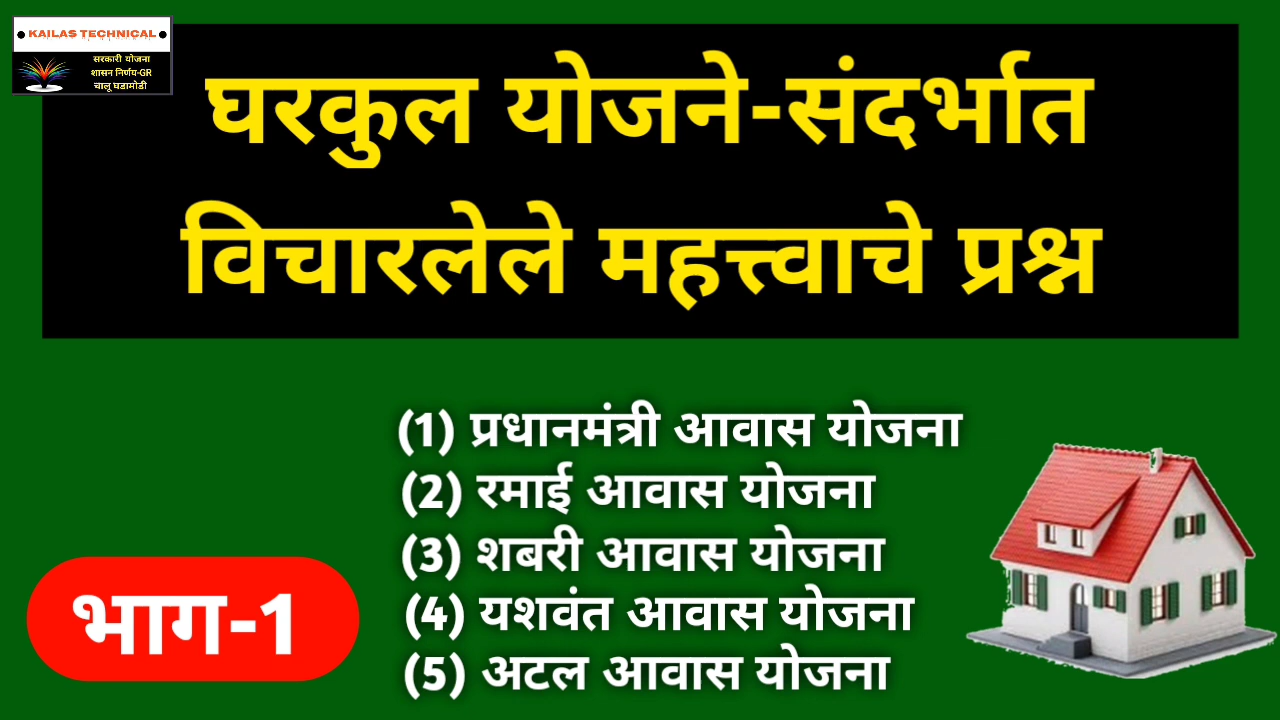 KAILAS TECHNICAL
सरकारी योजना
शासन निर्णय-GR
चालू घडामोडी
घरकुल योजने-संदर्भात
विचारलेले महत्त्वाचे प्रश्न
(1) प्रधानमंत्री आवास योजना
(2) रमाई आवास योजना
(3) शबरी आवास योजना
(4) यशवंत आवास योजना
(5) अटल आवास योजना
भाग-1